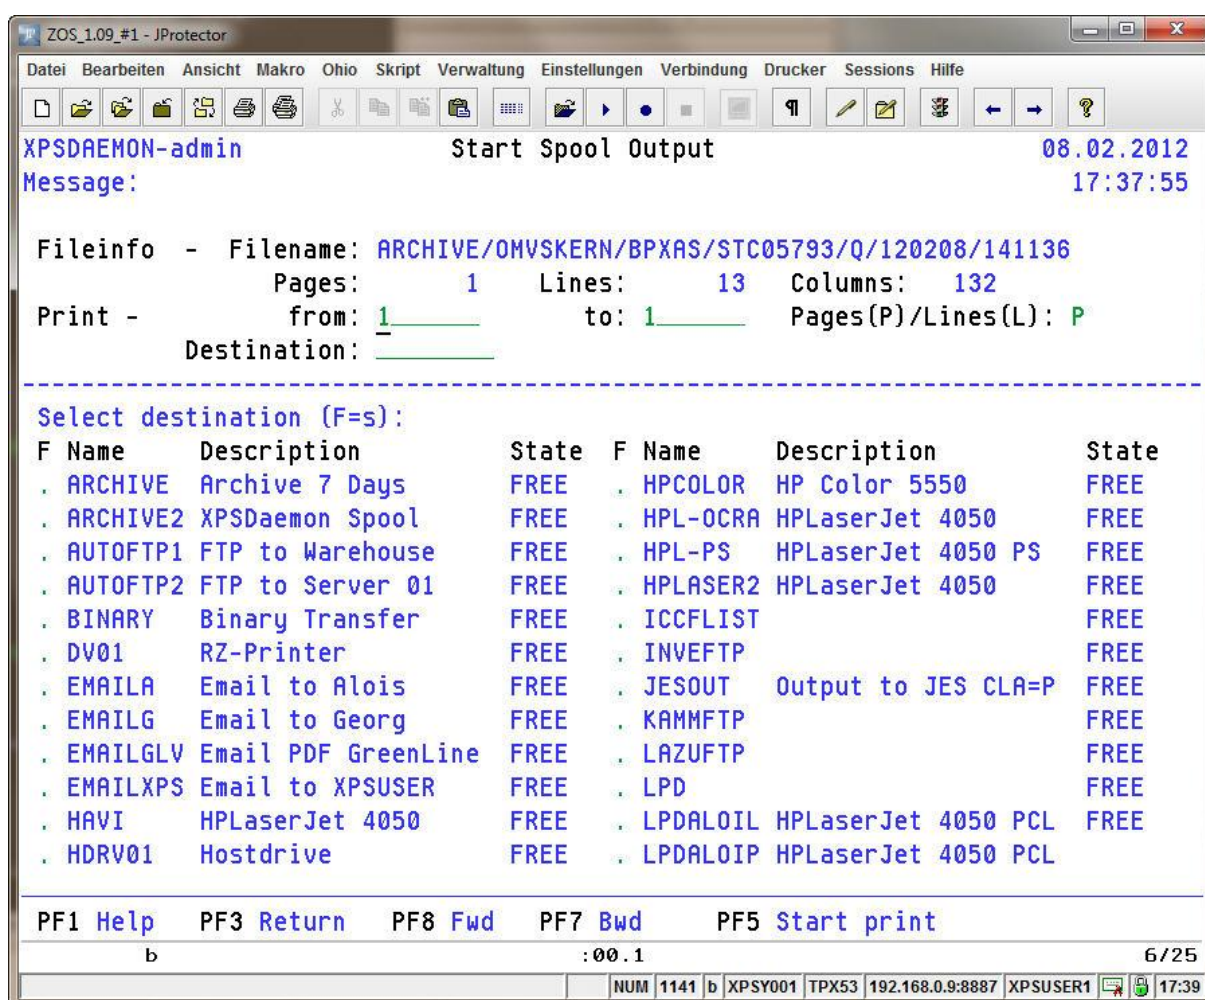 ZOS_1.09_#1 - JProtector
Datei Bearbeiten Ansicht Makro Ohio Skript Verwaltung Einstellungen Verbindung Drucker Sessions Hilfe
XPSDAEMON-admin Start Spool Output 08.02.2012
Message: 17:37:55
Fileinfo - Filename: ARCHIVE/OMVSKERN/BPXAS/STC05793/Q/120208/141136
Pages: 1 Lines: 13 Columns: 132
Print - from: 1______ to: 1______ Pages(P)/Lines(L): P
Destination: ________
Select destination (F=s):
F Name Description State F Name Description State
. ARCHIVE Archive 7 Days FREE . HPCOLOR HP Color 5550 FREE
. ARCHIVE2 XPSDaemon Spool FREE . HPL-OCRA HPLaserJet 4050 FREE
. AUTOFTP1 FTP to Warehouse FREE . HPL-PS HPLaserJet 4050 PS FREE
. AUTOFTP2 FTP to Server 01 FREE . HPLASER2 HPLaserJet 4050 FREE
. BINARY Binary Transfer FREE . ICCFLIST FREE
. DV01 RZ-Printer FREE . INVEFTP FREE
. EMAILA Email to Alois FREE . JESOUT Output to JES CLA=P FREE
. EMAILG Email to Georg FREE . KAMMFTP FREE
. EMAILGLV Email PDF GreenLine FREE . LAZUFTP FREE
. EMAILXPS Email to XPSUSER FREE . LPD FREE
. HAVI HPLaserJet 4050 FREE . LPDALOIL HPLaserJet 4050 PCL FREE
. HDRV01 Hostdrive FREE . LPDALOIP HPLaserJet 4050 PCL
PF1 Help PF3 Return PF8 Fwd PF7 Bwd PF5 Start print
b :00.1 6/25
NUM 1141 b XPSY001 TPX53 192.168.0.9:8887 XPSUSER1 17:39